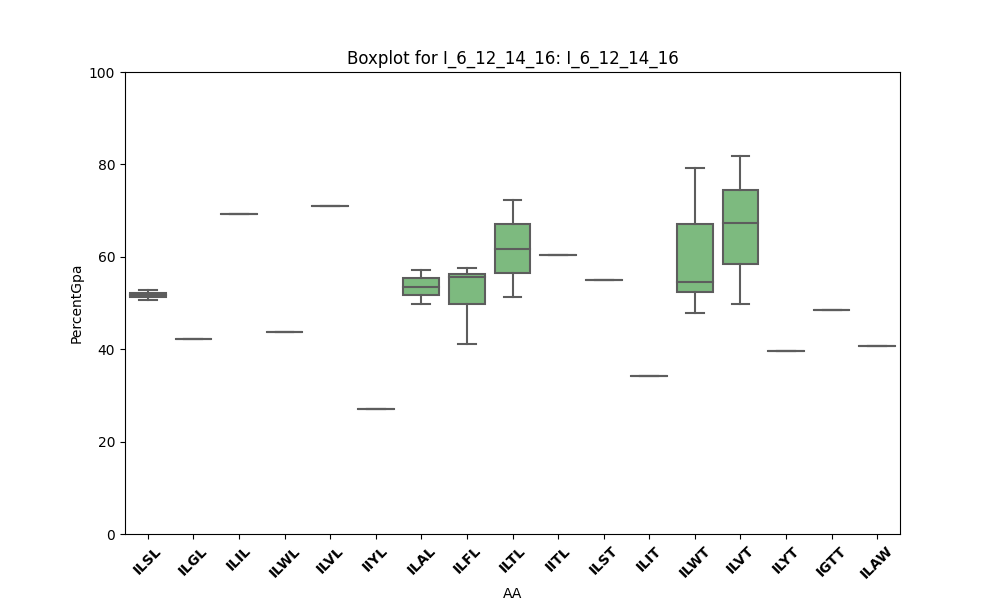 Boxplot for I_6_12_14_16: I_6_12_14_16
PercentGpa
100
80
60
40
20
0
ILSL ILGL ILIL ILWL ILVL IIYL ILAL ILFL ILTL IITL ILST ILIT ILWT ILVT ILYT IGTT ILAW
AA